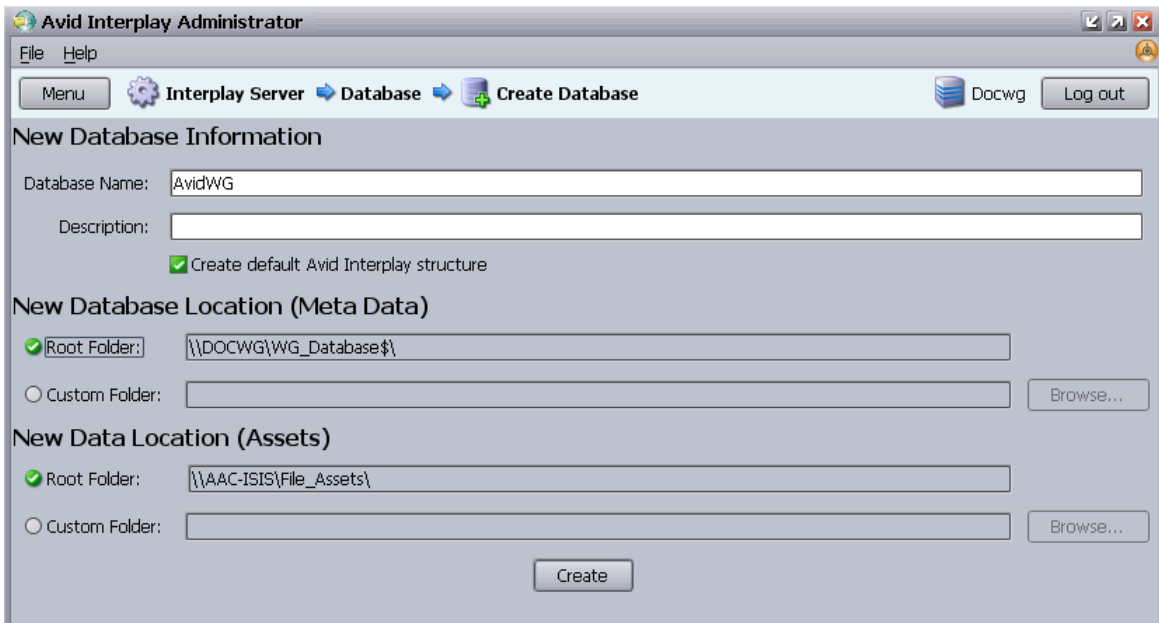 Avid Interplay Administrator
File Help
Menu Interplay Server Database Create Database Docwg Log out
New Database Information
Database Name: AvidWG
Description:
Create default Avid Interplay structure
New Database Location (Meta Data)
Root Folder: \\DOCWG\WG_Database$\
Custom Folder: Browse...
New Data Location (Assets)
Root Folder: \\AAC-ISIS\File_Assets\
Custom Folder: Browse...
Create